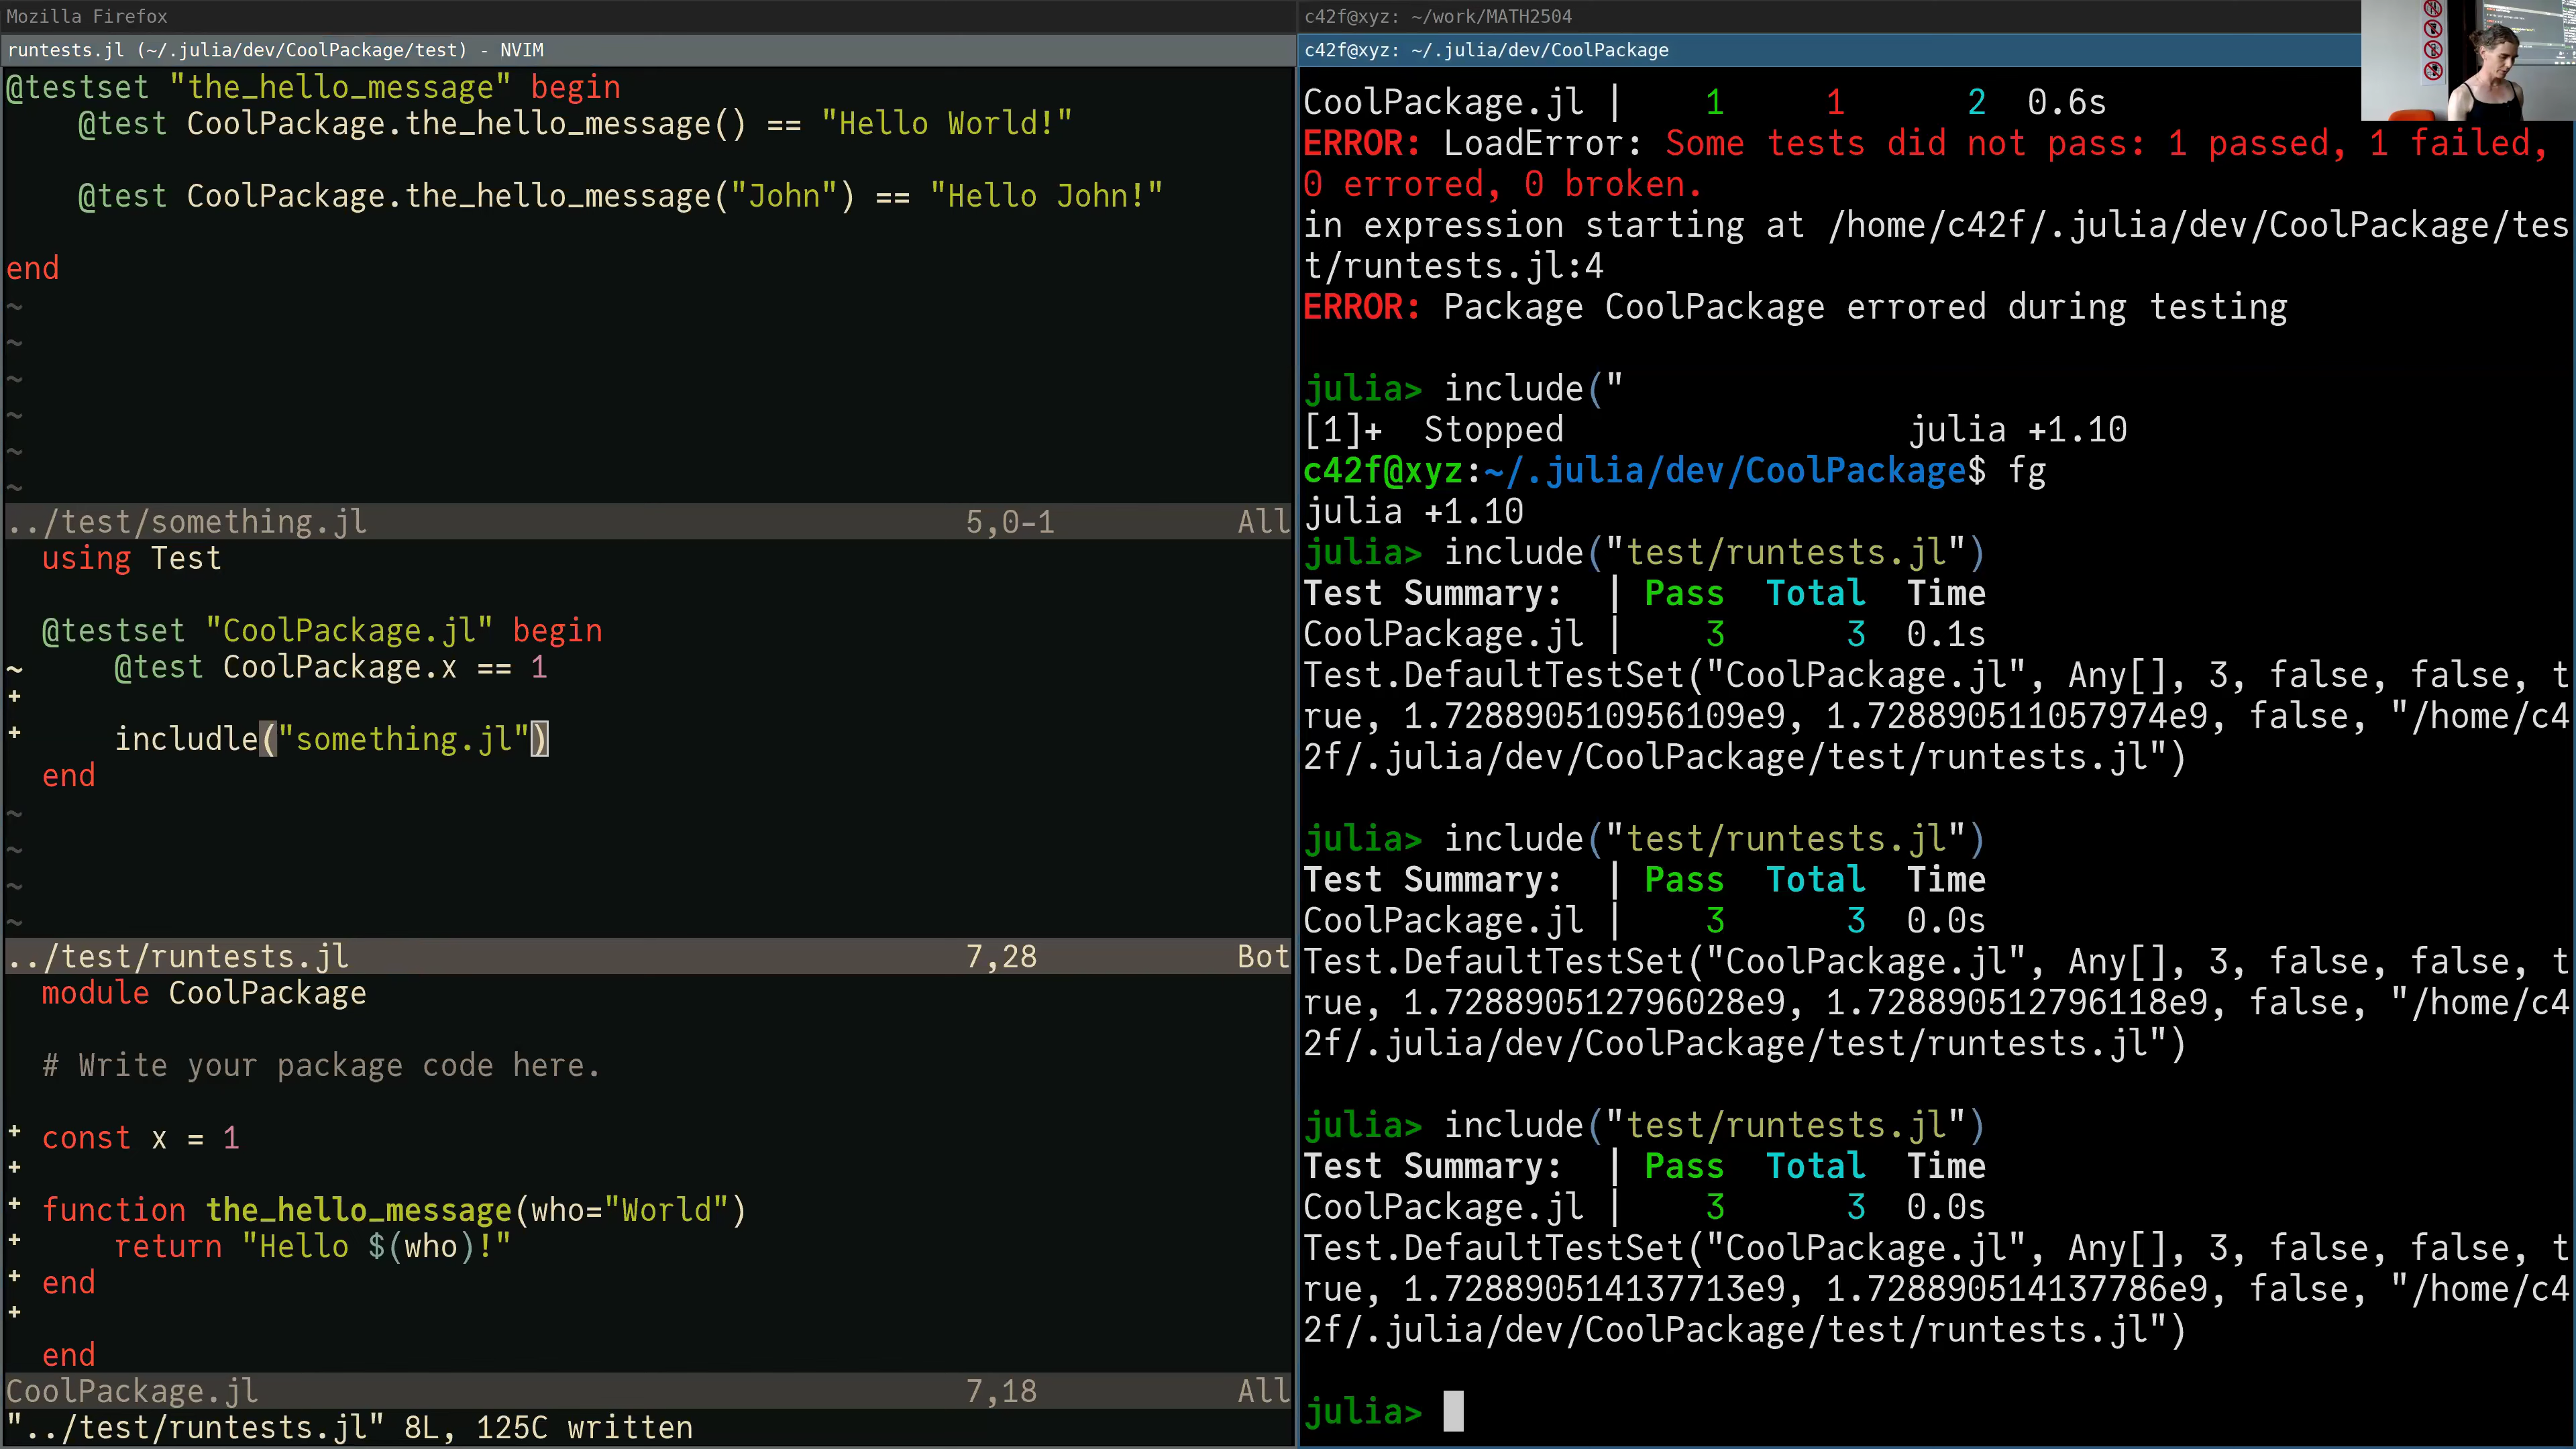 Mozilla Firefox
runtests.jl (~/.julia/dev/CoolPackage/test) - NVIM
@testset "the_hello_message" begin
@test CoolPackage.the_hello_message() == "Hello World!"
@test CoolPackage.the_hello_message("John") == "Hello John!"
end
~
~
~
~
~
~
../test/something.jl 5,0-1 All
using Test
@testset "CoolPackage.jl" begin
~ @test CoolPackage.x == 1
+
+ includle("something.jl")
end
~
~
~
~
../test/runtests.jl 7,28 Bot
module CoolPackage
# Write your package code here.
+ const x = 1
+
+ function the_hello_message(who="World")
+ return "Hello $(who)!"
+ end
+
end
CoolPackage.jl 7,18 All
"../test/runtests.jl" 8L, 125C written
c42f@xyz: ~/work/MATH2504
c42f@xyz: ~/.julia/dev/CoolPackage
CoolPackage.jl | 1 1 2 0.6s
ERROR: LoadError: Some tests did not pass: 1 passed, 1 failed,
0 errored, 0 broken.
in expression starting at /home/c42f/.julia/dev/CoolPackage/tes
t/runtests.jl:4
ERROR: Package CoolPackage errored during testing
julia> include("
[1]+ Stopped julia +1.10
c42f@xyz:~/.julia/dev/CoolPackage$ fg
julia +1.10
julia> include("test/runtests.jl")
Test Summary: | Pass Total Time
CoolPackage.jl | 3 3 0.1s
Test.DefaultTestSet("CoolPackage.jl", Any[], 3, false, false, t
rue, 1.728890510956109e9, 1.728890511057974e9, false, "/home/c4
2f/.julia/dev/CoolPackage/test/runtests.jl")
julia> include("test/runtests.jl")
Test Summary: | Pass Total Time
CoolPackage.jl | 3 3 0.0s
Test.DefaultTestSet("CoolPackage.jl", Any[], 3, false, false, t
rue, 1.728890512796028e9, 1.728890512796118e9, false, "/home/c4
2f/.julia/dev/CoolPackage/test/runtests.jl")
julia> include("test/runtests.jl")
Test Summary: | Pass Total Time
CoolPackage.jl | 3 3 0.0s
Test.DefaultTestSet("CoolPackage.jl", Any[], 3, false, false, t
rue, 1.728890514137713e9, 1.728890514137786e9, false, "/home/c4
2f/.julia/dev/CoolPackage/test/runtests.jl")
julia>